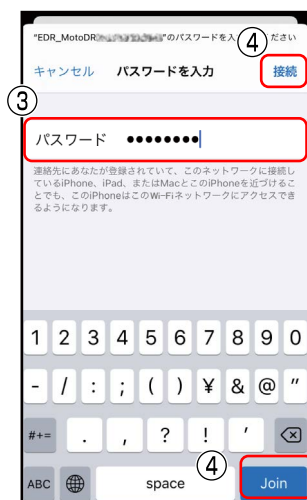 "EDR_MotoDR "のパスワードを入 ださい
④
キャンセル パスワードを入力 接続
③
パスワード ●●●●●●●●
連絡先にあなたが登録されていて、このネットワークに接続し
ているiPhone、iPad、またはMacとこのiPhoneを近づけるこ
とでも、このiPhoneはこのWi-Fiネットワークにアクセスでき
るようになります。
1 2 3 4 5 6 7 8 9 0
- / : ; ( ) ¥ & @ "
#+= . , ? ! '
④
ABC space Join